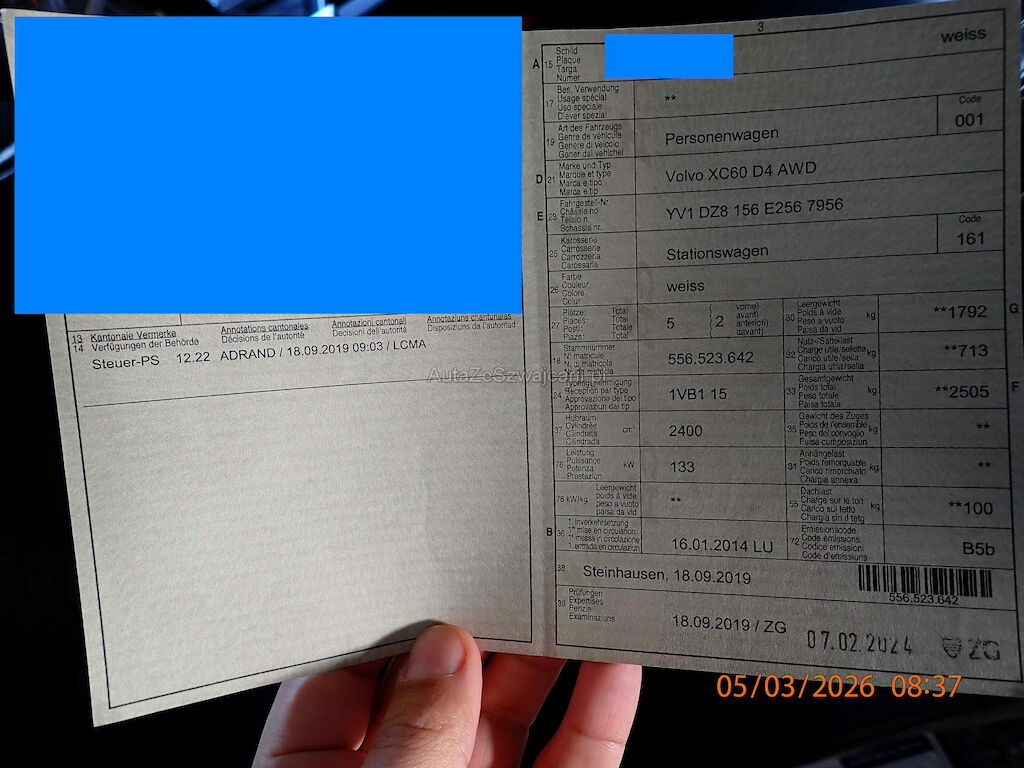 3
weiss
A 15 Schild
Plaque
Targa
Numer
17 Bes. Verwendung
Usage spécial
Uso speciale
Diever spezial
**
19 Art des Fahrzeugs
Genre de véhicule
Genere di veicolo
Gener dal vehichel
Personenwagen
Code
001
D 21 Marke und Typ
Marque et type
Marca e tipo
Marca e tip
Volvo XC60 D4 AWD
E 23 Fahrgestell-Nr.
Châssis no
Telaio n.
Schassis nr.
YV1 DZ8 156 E256 7956
25 Karosserie
Carrosserie
Carrozzeria
Carossaria
Stationswagen
Code
161
26 Farbe
Couleur
Colore
Colur
weiss
27 Plätze: Total
Places: Total
Posti: Totale
Plazs: Total
5
2
vorne)
avant)
anteriori)
davant)
30 Leergewicht
Poids à vide
Peso a vuoto
Paisa da vid
kg
**1792
G
18 Stammnummer
N. matricule
N. di matricola
556.523.642
32 Nutz-/Sattellast
Charge utile/sellette
Carico utile/sella
Chargia utila/sella
kg
**713
24
Réception par type
Approvazione del tipo
Approvaziun dal tip
1VB1 15
33 Gesamtgewicht
Poids total
Peso totale
Paisa totala
kg
**2505
F
37 Hubraum
Cylindrée
Cilindrata
Cilindrada
cm³
2400
35 Gewicht des Zuges
Poids de l'ensemble
Peso del convoglio
Paisa cumposiziun
kg
**
76 Leistung
Puissance
Potenza
Prestaziun
kW
133
31 Anhängelast
Poids remorquable
Carico rimorchiato
Chargia annexa
kg
**
78 kW/kg
Leergewicht
poids à vide
peso a vuoto
paisa da vid
**
55 Dachlast
Charge sur le toit
Carico sul tetto
Chargia sin il tetg
kg
**100
B 36 1. Inverkehrsetzung
1re mise en circulation
1a messa in circolazione
1. entrada en circulaziun
16.01.2014 LU
72 Emissionscode
Code émissions
Codice emissioni
Code d'emissions
B5b
38 Steinhausen, 18.09.2019
556.523.642
39 Prüfungen
Expertises
Perizie
Examinaziuns
18.09.2019 / ZG
07.02.2024
ZG
13 Kantonale Vermerke
14 Verfügungen der Behörde
Annotations cantonales
Décisions de l'autorité
Annotazioni cantonali
Decisioni dell'autorità
Annotaziuns chantunalas
Disposiziuns da l'autoritad
Steuer-PS 12.22 ADRAND / 18.09.2019 09:03 / LCMA
05/03/2026 08:37